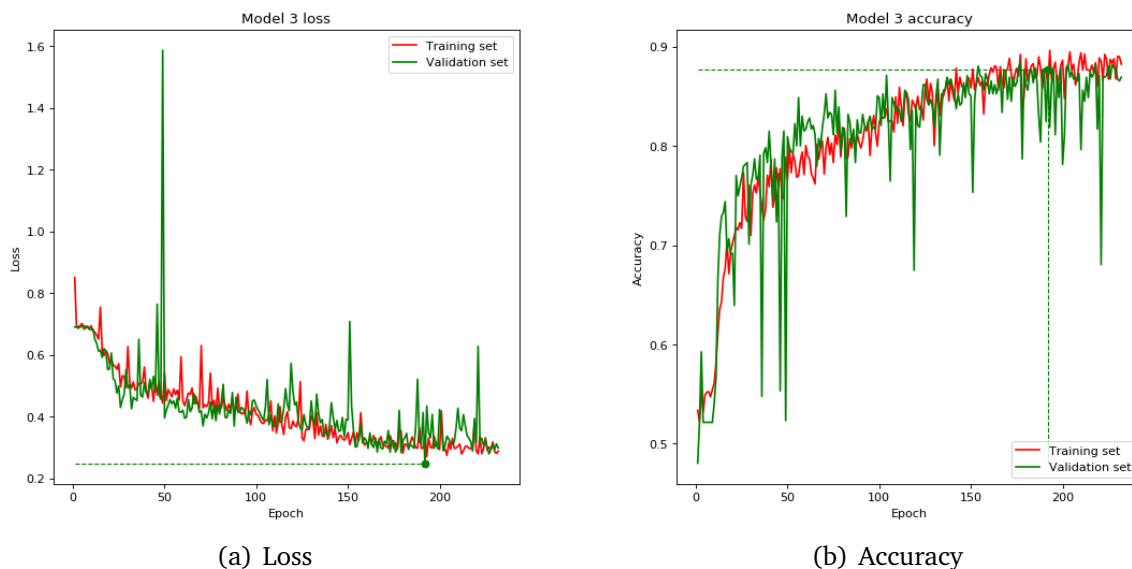 Model 3 loss
Training set
Validation set
Loss
1.6
1.4
1.2
1.0
0.8
0.6
0.4
0.2
0
50
100
150
200
Epoch
(a) Loss
Model 3 accuracy
Accuracy
0.9
0.8
0.7
0.6
0.5
Training set
Validation set
0
50
100
150
200
Epoch
(b) Accuracy